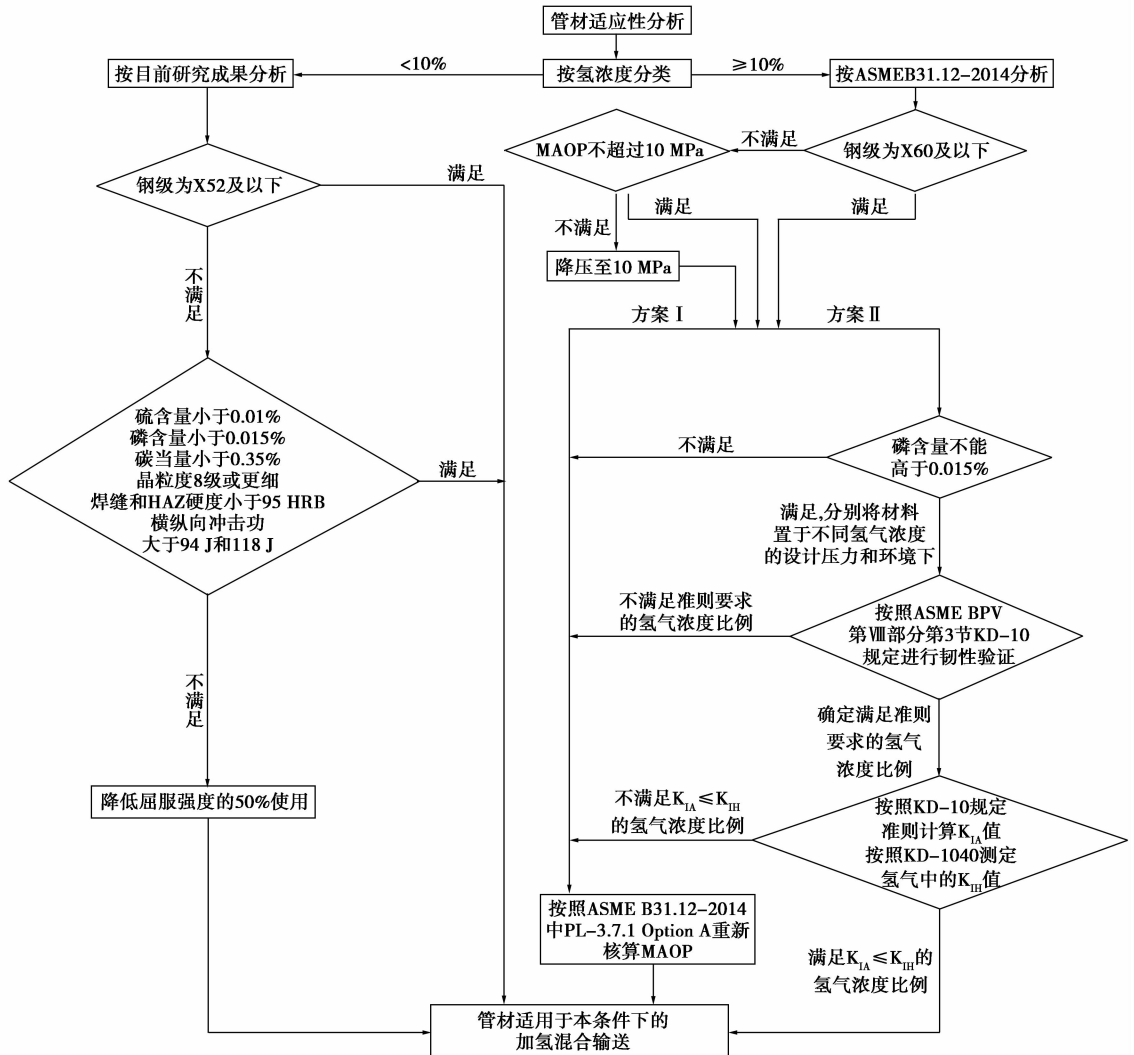 管材适应性分析
按目前研究成果分析
<10%
按氢浓度分类
≥10%
按ASMEB31.12-2014分析
钢级为X52及以下
满足
MAOP不超过10 MPa
不满足
钢级为X60及以下
不满足
满足
满足
降压至10 MPa
不
满
足
方案Ⅰ
方案Ⅱ
硫含量小于0.01%
磷含量小于0.015%
碳当量小于0.35%
晶粒度8级或更细
焊缝和HAZ硬度小于95 HRB
横纵向冲击功
大于94 J和118 J
满足
不满足
磷含量不能
高于0.015%
满足,分别将材料
置于不同氢气浓度
的设计压力和环境下
不满足准则要求
的氢气浓度比例
按照ASME BPV
第Ⅷ部分第3节KD-10
规定进行韧性验证
不
满
足
确定满足准则
要求的氢气
浓度比例
降低屈服强度的50%使用
不满足K_IA≤K_IH
的氢气浓度比例
按照KD-10规定
准则计算K_IA值
按照KD-1040测定
氢气中的K_IH值
按照ASME B31.12-2014
中PL-3.7.1 Option A重新
核算MAOP
满足K_IA≤K_IH的
氢气浓度比例
管材适用于本条件下的
加氢混合输送